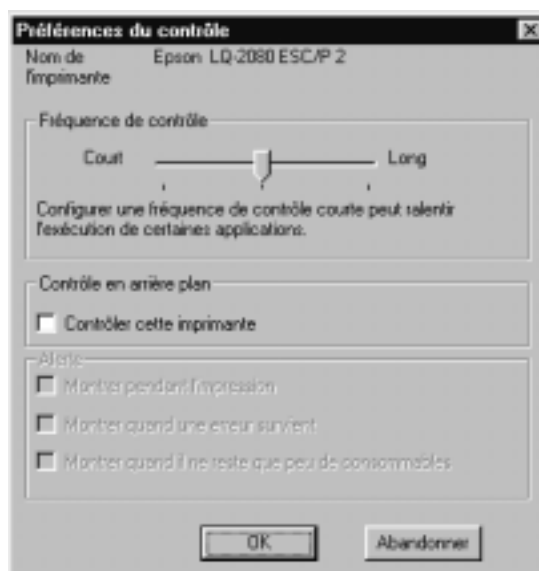 Préférences du contrôle
Nom de l'imprimante Epson LQ-2080 ESC/P 2
Fréquence de contrôle
Court Long
Configurer une fréquence de contrôle courte peut ralentir
l'exécution de certaines applications.
Contrôle en arrière plan
Contrôler cette imprimante
Alerte
Montrer pendant l'impression
Montrer quand une erreur survient
Montrer quand il ne reste que peu de consommables
OK Abandonner